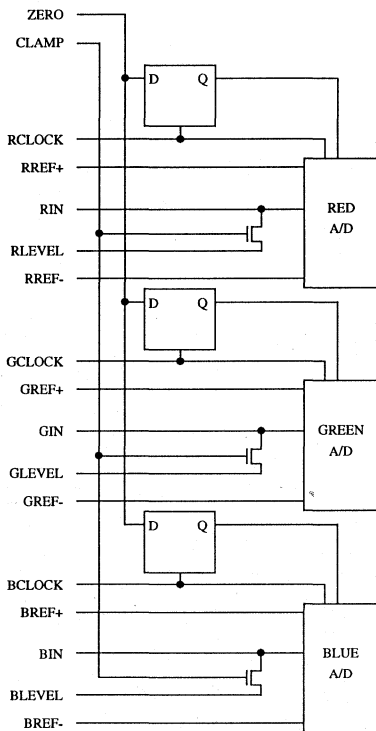 ZERO
CLAMP
D Q
RCLOCK
RREF+
RIN
RED
A/D
RLEVEL
RREF-
D Q
GCLOCK
GREF+
GIN
GREEN
A/D
GLEVEL
GREF-
D Q
BCLOCK
BREF+
BIN
BLUE
A/D
BLEVEL
BREF-